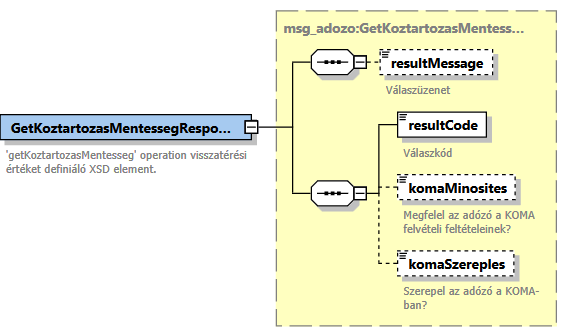 msg_adozo:GetKoztartozasMentess...
resultMessage
Válaszüzenet
GetKoztartozasMentessegRespo...
'getKoztartozasMentesseg' operation visszatérési
értéket definiáló XSD element.
resultCode
Válaszkód
komaMinosites
Megfelel az adózó a KOMA
felvételi feltételeinek?
komaSzereples
Szerepel az adózó a KOMA-
ban?